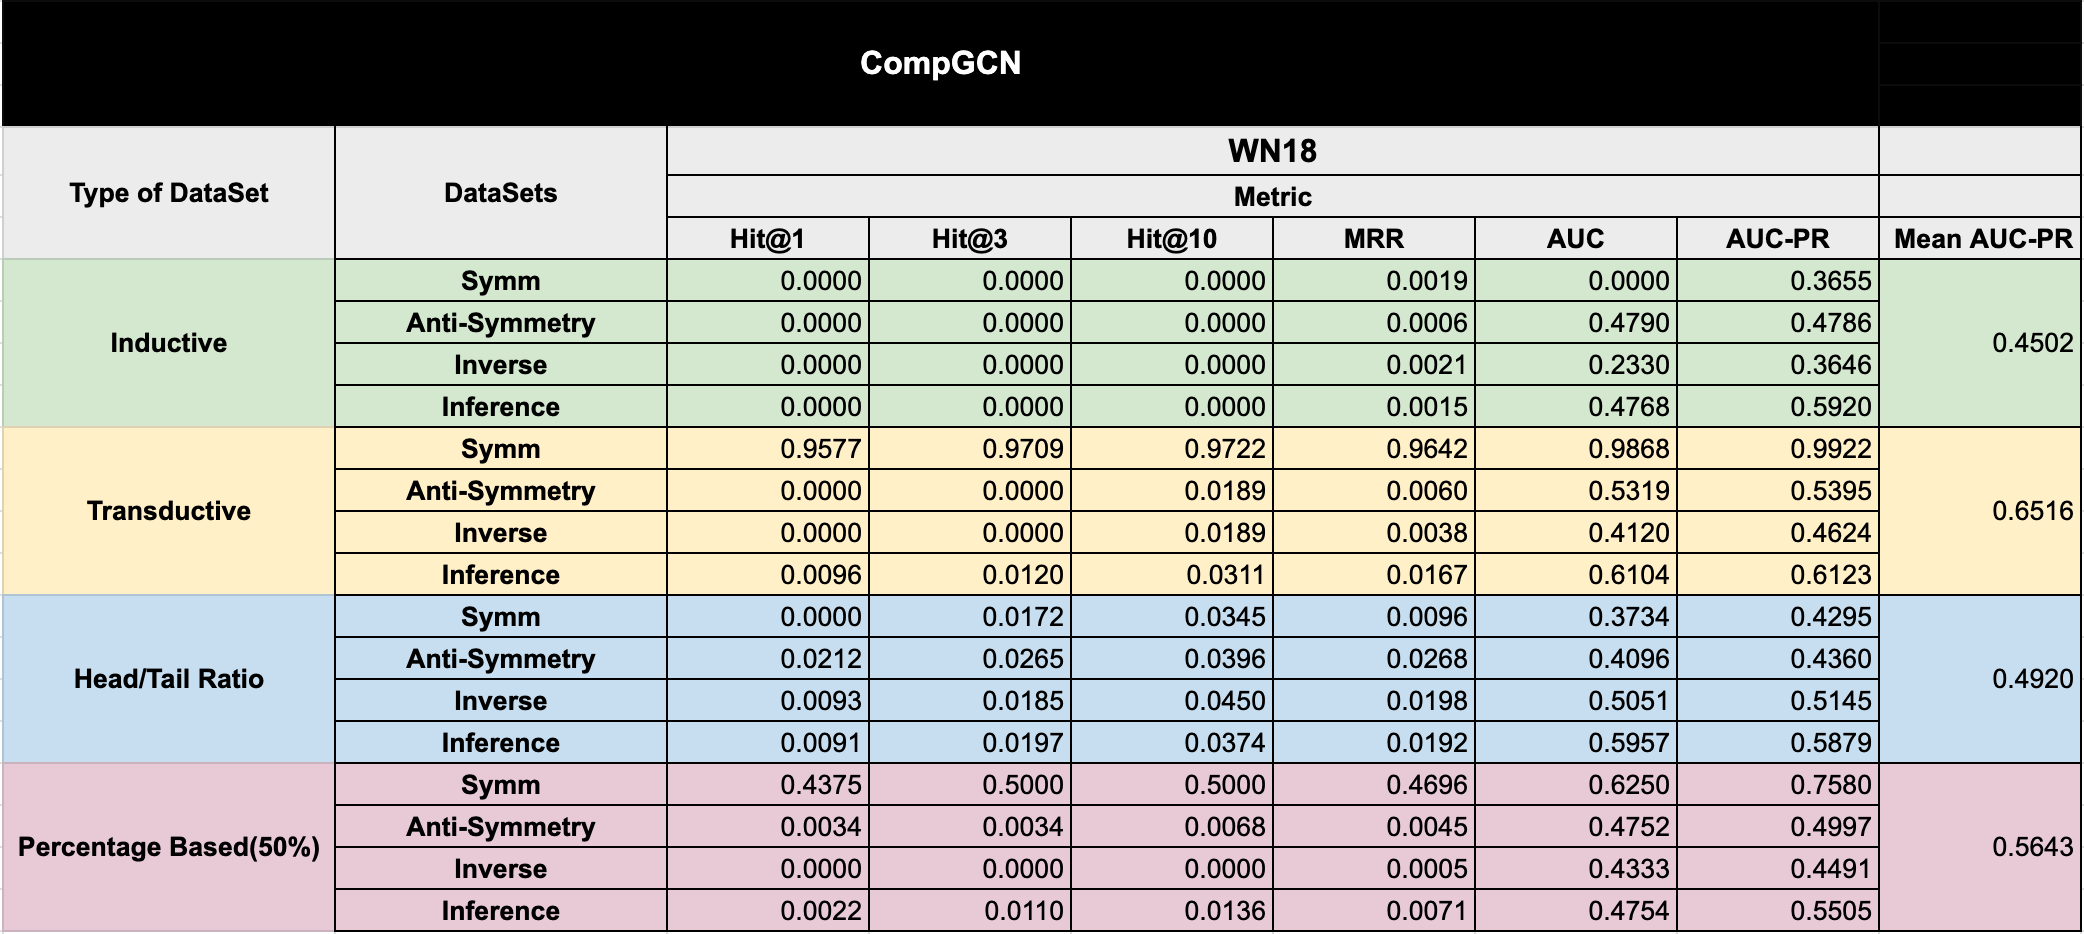 CompGCN
Type of DataSet DataSets WN18
Metric
Hit@1 Hit@3 Hit@10 MRR AUC AUC-PR Mean AUC-PR
Inductive Symm 0.0000 0.0000 0.0000 0.0019 0.0000 0.3655 0.4502
Anti-Symmetry 0.0000 0.0000 0.0000 0.0006 0.4790 0.4786
Inverse 0.0000 0.0000 0.0000 0.0021 0.2330 0.3646
Inference 0.0000 0.0000 0.0000 0.0015 0.4768 0.5920
Transductive Symm 0.9577 0.9709 0.9722 0.9642 0.9868 0.9922 0.6516
Anti-Symmetry 0.0000 0.0000 0.0189 0.0060 0.5319 0.5395
Inverse 0.0000 0.0000 0.0189 0.0038 0.4120 0.4624
Inference 0.0096 0.0120 0.0311 0.0167 0.6104 0.6123
Head/Tail Ratio Symm 0.0000 0.0172 0.0345 0.0096 0.3734 0.4295 0.4920
Anti-Symmetry 0.0212 0.0265 0.0396 0.0268 0.4096 0.4360
Inverse 0.0093 0.0185 0.0450 0.0198 0.5051 0.5145
Inference 0.0091 0.0197 0.0374 0.0192 0.5957 0.5879
Percentage Based(50%) Symm 0.4375 0.5000 0.5000 0.4696 0.6250 0.7580 0.5643
Anti-Symmetry 0.0034 0.0034 0.0068 0.0045 0.4752 0.4997
Inverse 0.0000 0.0000 0.0000 0.0005 0.4333 0.4491
Inference 0.0022 0.0110 0.0136 0.0071 0.4754 0.5505